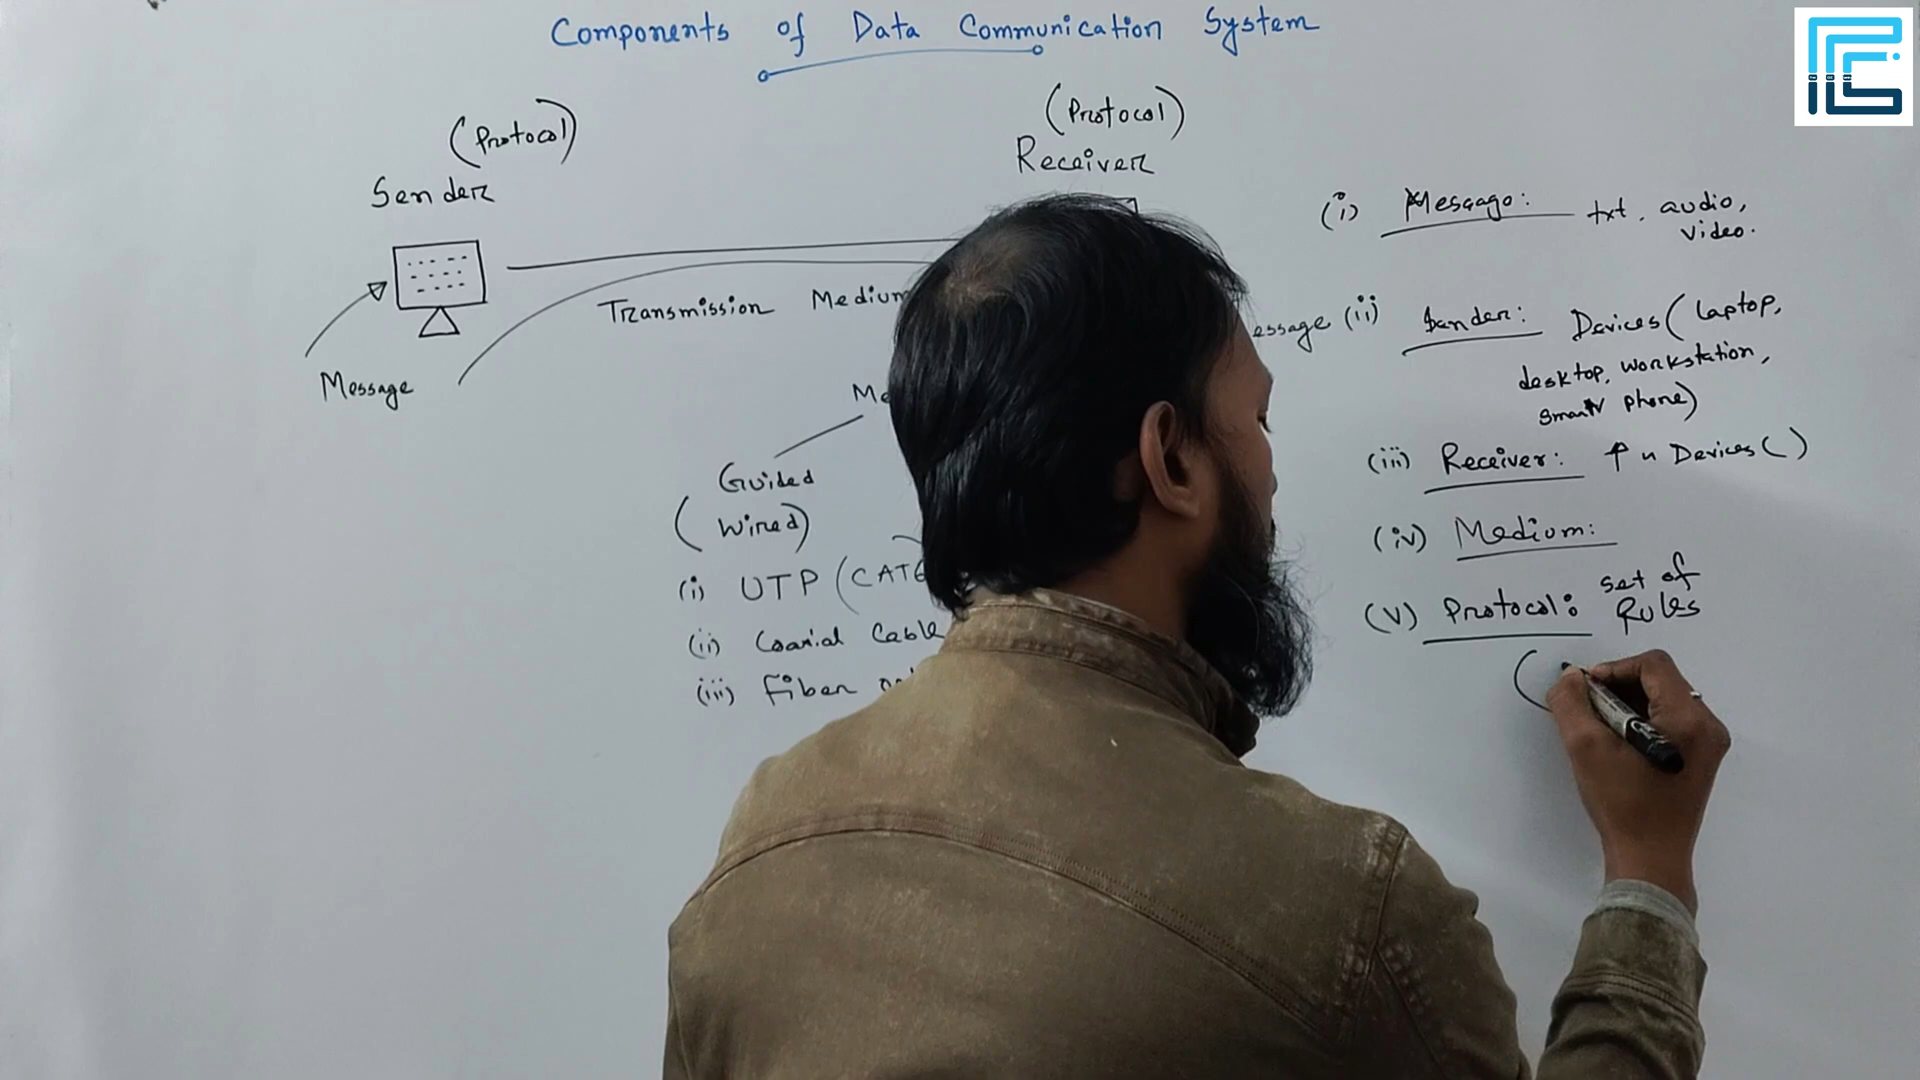 Components of Data Communication System
(Protocol)
Sender
(Protocol)
Receiver
Transmission Medium
Message
Guided
(Wired)
(i) UTP (CAT6
(ii) Coaxial Cable
(iii) Fiber
essage
(i) Message: txt, audio,
video.
(ii) Sender: Devices (laptop,
desktop, workstation,
smart phone)
(iii) Receiver: Devices ( )
(iv) Medium:
(v) Protocol: set of
Rules